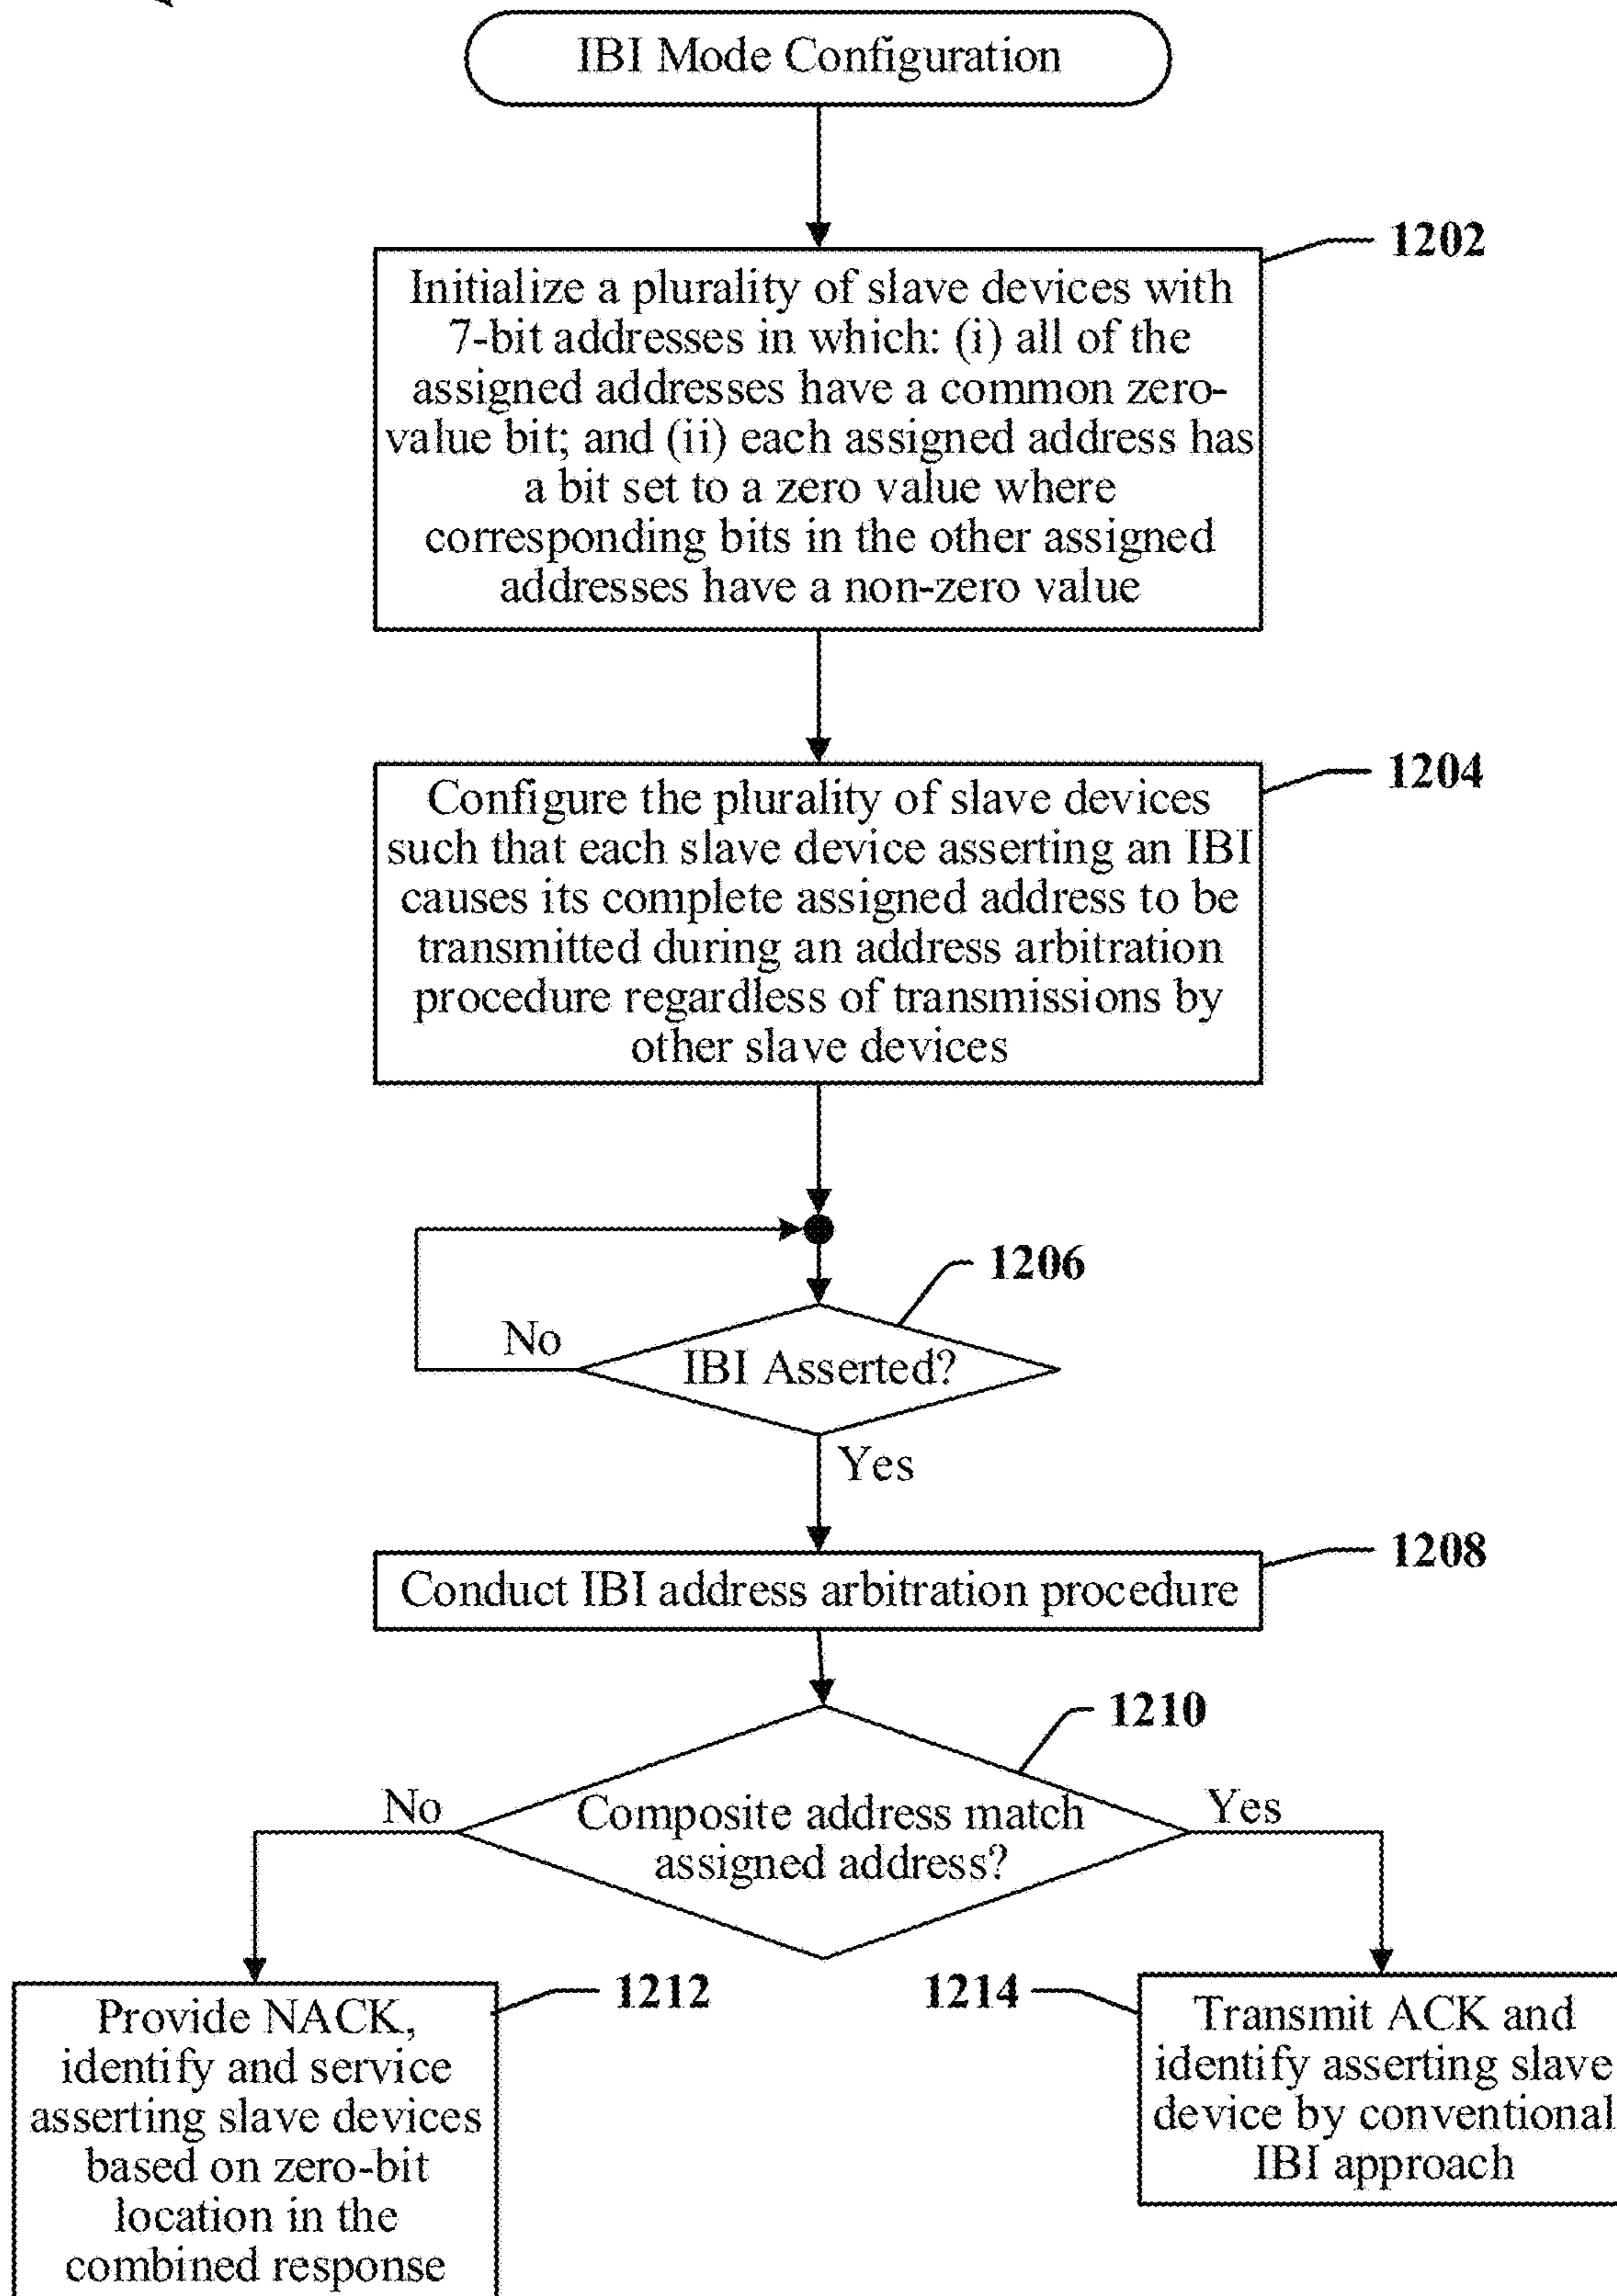 IBI Mode Configuration
1202
Initialize a plurality of slave devices with
7-bit addresses in which: (i) all of the
assigned addresses have a common zero-
value bit; and (ii) each assigned address has
a bit set to a zero value where
corresponding bits in the other assigned
addresses have a non-zero value
1204
Configure the plurality of slave devices
such that each slave device asserting an IBI
causes its complete assigned address to be
transmitted during an address arbitration
procedure regardless of transmissions by
other slave devices
1206
No
IBI Asserted?
Yes
1208
Conduct IBI address arbitration procedure
1210
No
Composite address match
assigned address?
Yes
1212
Provide NACK,
identify and service
asserting slave devices
based on zero-bit
location in the
combined response
1214
Transmit ACK and
identify asserting slave
device by conventional
IBI approach